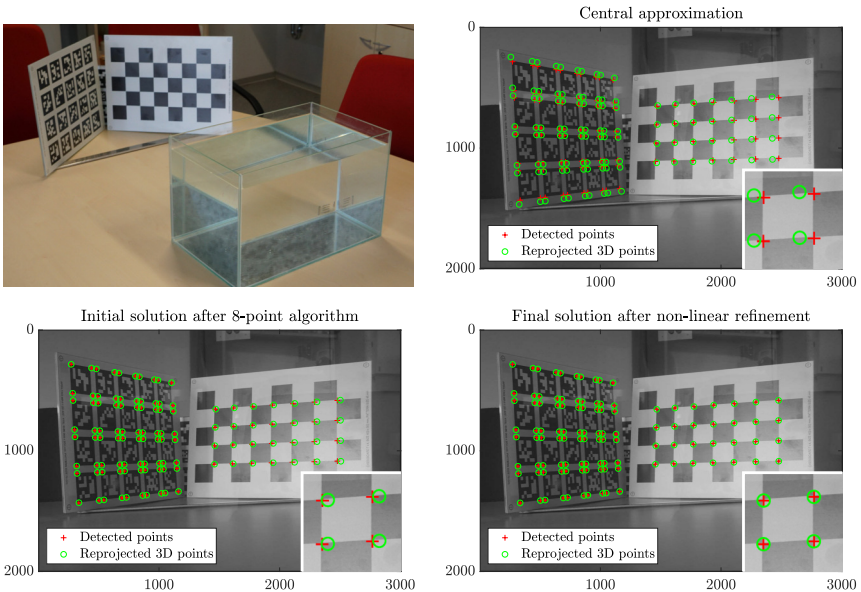 Central approximation
0
1000
2000
1000
2000
3000
Detected points
Reprojected 3D points
Initial solution after 8-point algorithm
0
1000
2000
1000
2000
3000
Detected points
Reprojected 3D points
Final solution after non-linear refinement
0
1000
2000
1000
2000
3000
Detected points
Reprojected 3D points